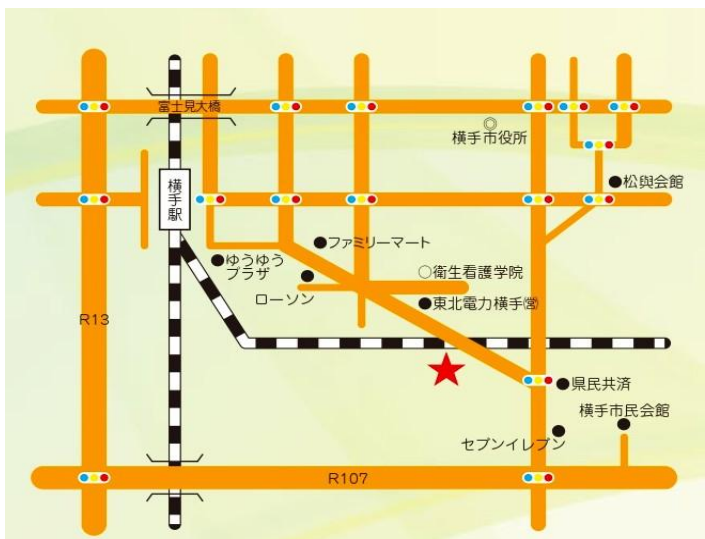 富士見大橋
横手市役所
横手駅
松與会館
ファミリーマート
ゆうゆう
プラザ
衛生看護学院
ローソン
東北電力横手㊂
R13
県民共済
横手市民会館
セブンイレブン
R107